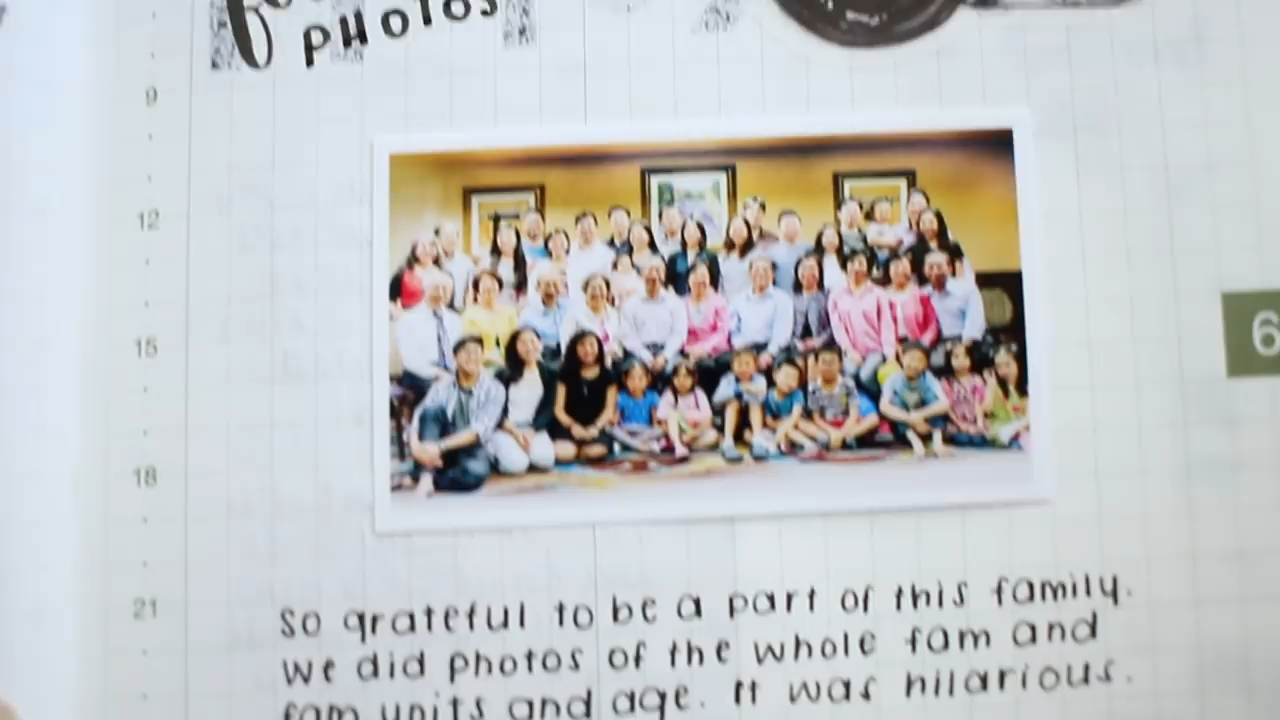 PHOTOS
9
12
15
18
21
6
so grateful to be a part of this family.
we did photos of the whole fam and
fam units and age. It was hilarious.